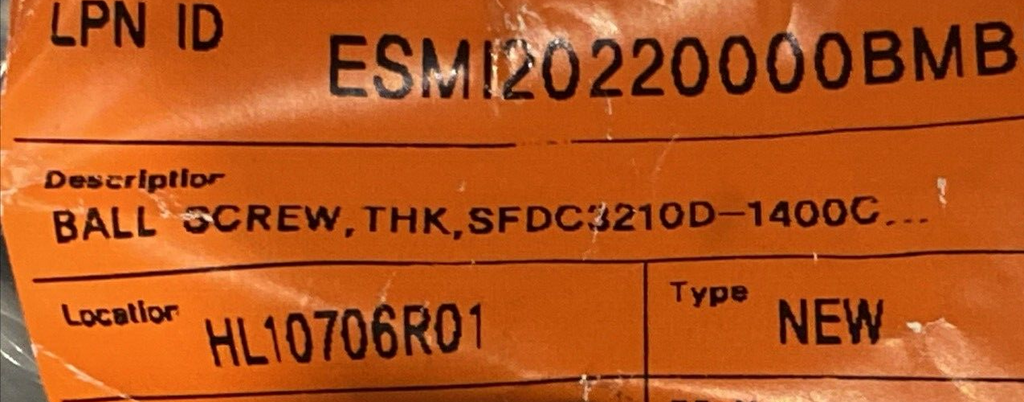 LPN ID
ESMI20220000BMB
Description
BALL SCREW,THK,SFDC3210D-1400C...
Location
HL10706R01
Type
NEW